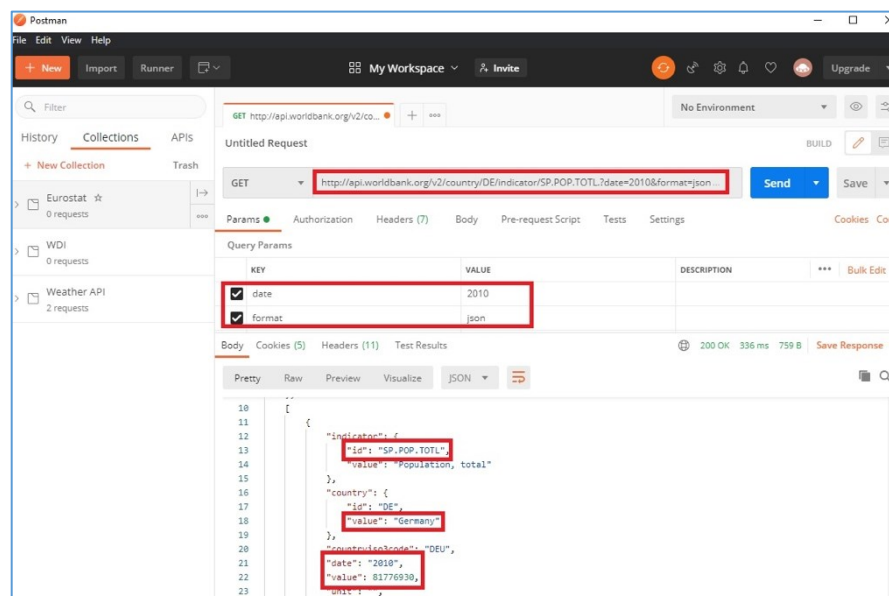 Postman
File Edit View Help
+ New Import Runner My Workspace Invite Upgrade
Filter
History Collections APIs
+ New Collection Trash
Eurostat ☆
0 requests
WDI
0 requests
Weather API
2 requests
GET http://api.worldbank.org/v2/co... + ooo
No Environment
Untitled Request BUILD
GET http://api.worldbank.org/v2/country/DE/indicator/SP.POP.TOTL.?date=2010&format=json ... Send Save
Params Authorization Headers (7) Body Pre-request Script Tests Settings Cookies
Query Params
KEY VALUE DESCRIPTION ••• Bulk Edit
date 2010
format json
Body Cookies (5) Headers (11) Test Results 200 OK 336 ms 759 B Save Response
Pretty Raw Preview Visualize JSON
10 [
11 {
12 "indicator": {
13 "id": "SP.POP.TOTL",
14 "value": "Population, total"
15 },
16 "country": {
17 "id": "DE",
18 "value": "Germany"
19 },
20 "countryiso3code": "DEU",
21 "date": "2010",
22 "value": 81776930,
23 "unit": "",